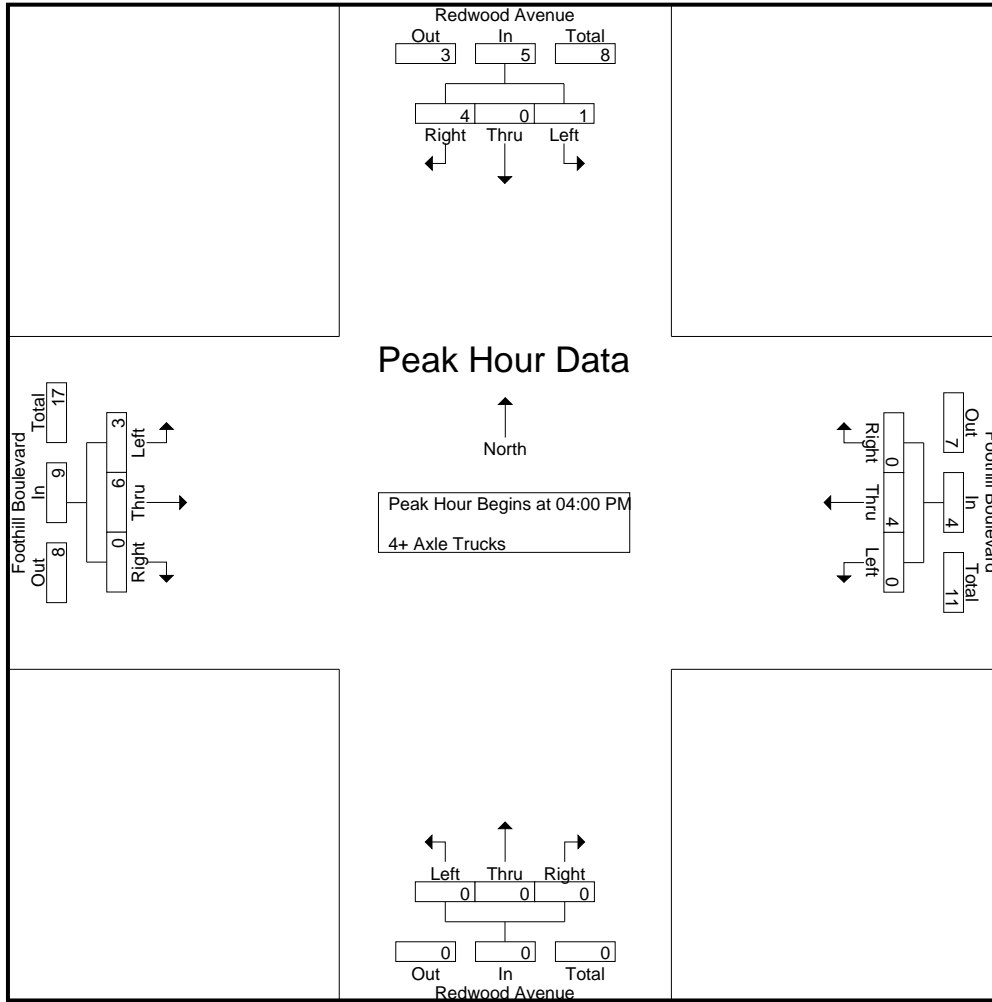 Redwood Avenue
Out In Total
3 5 8
4 0 1
Right Thru Left
Peak Hour Data
North
Peak Hour Begins at 04:00 PM
4+ Axle Trucks
Foothill Boulevard
Out In Total
8 9 17
0 6 3
Right Thru Left
Foothill Boulevard
Out In Total
7 4 11
Right Thru Left
0 4 0
Left Thru Right
0 0 0
0 0 0
Out In Total
Redwood Avenue